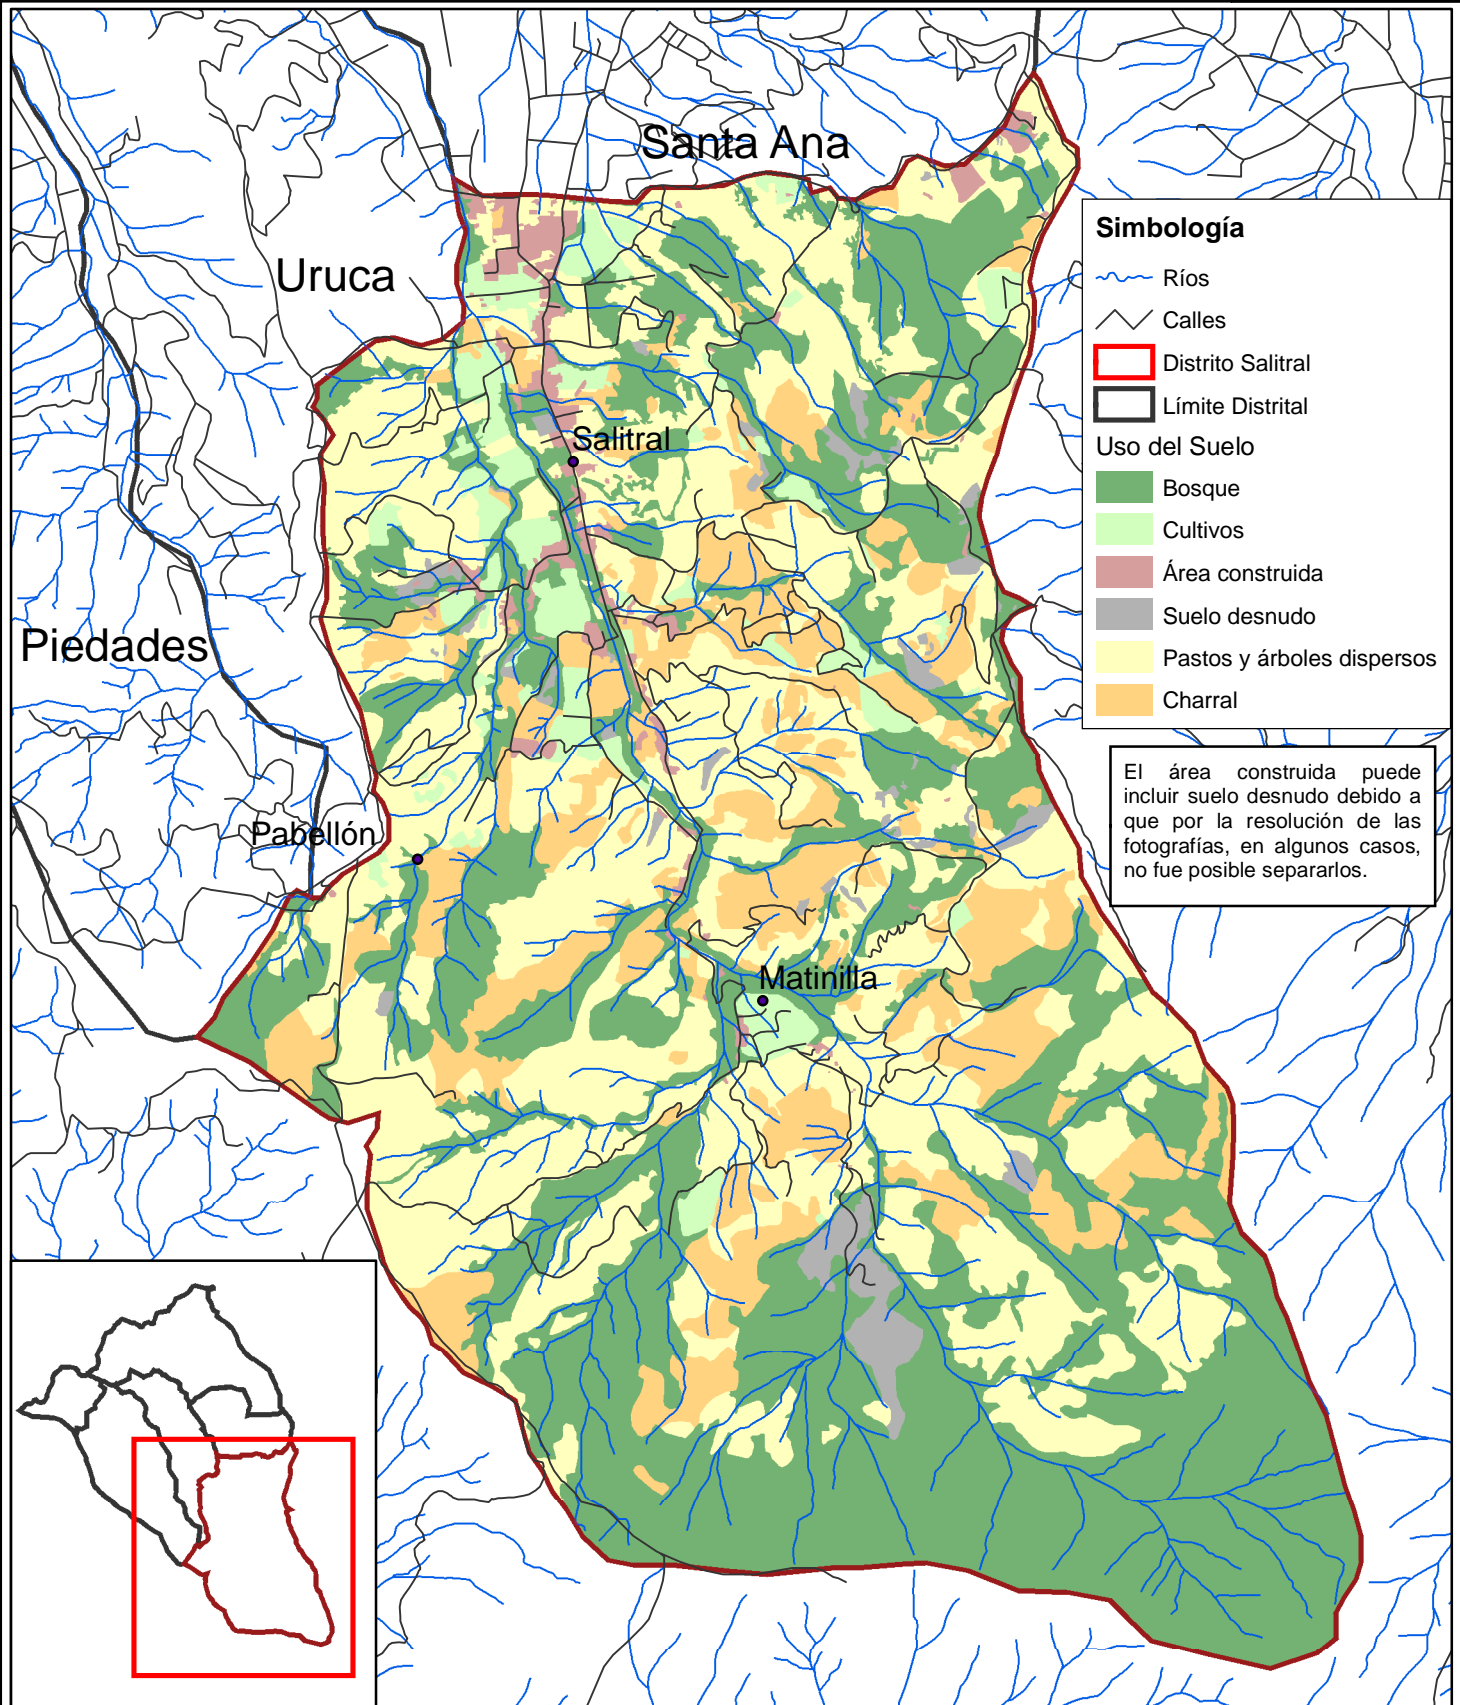 Santa Ana
Uruca
Simbología
Ríos
Calles
Distrito Salitral
Límite Distrital
Uso del Suelo
Bosque
Cultivos
Área construida
Suelo desnudo
Pastos y árboles dispersos
Charral
Salitral
Piedades
El área construida puede
incluir suelo desnudo debido a
que por la resolución de las
fotografías, en algunos casos,
no fue posible separarlos.
Pabellón
Matinilla